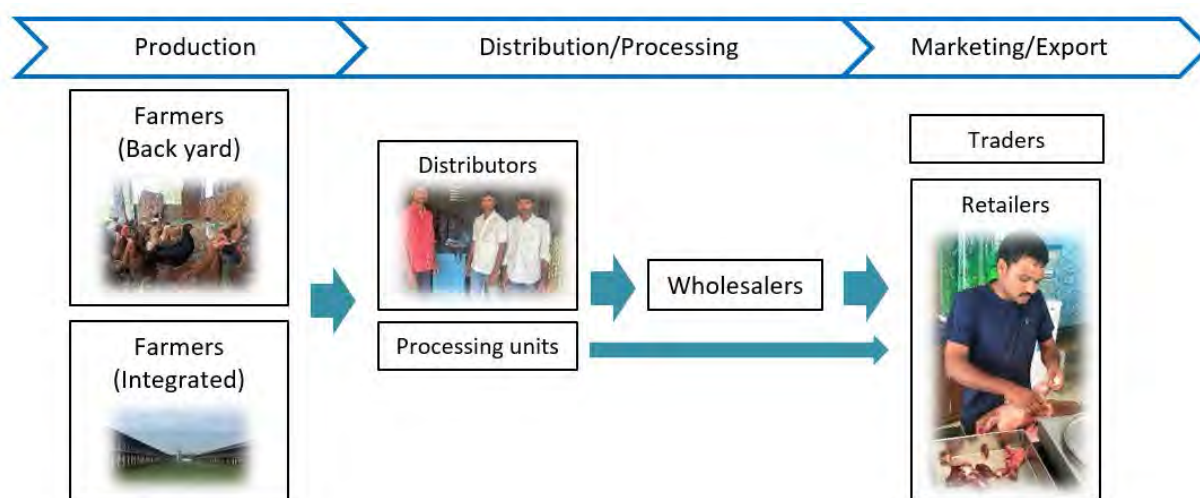 Production
Distribution/Processing
Marketing/Export
Farmers
(Back yard)
Farmers
(Integrated)
Distributors
Processing units
Wholesalers
Traders
Retailers